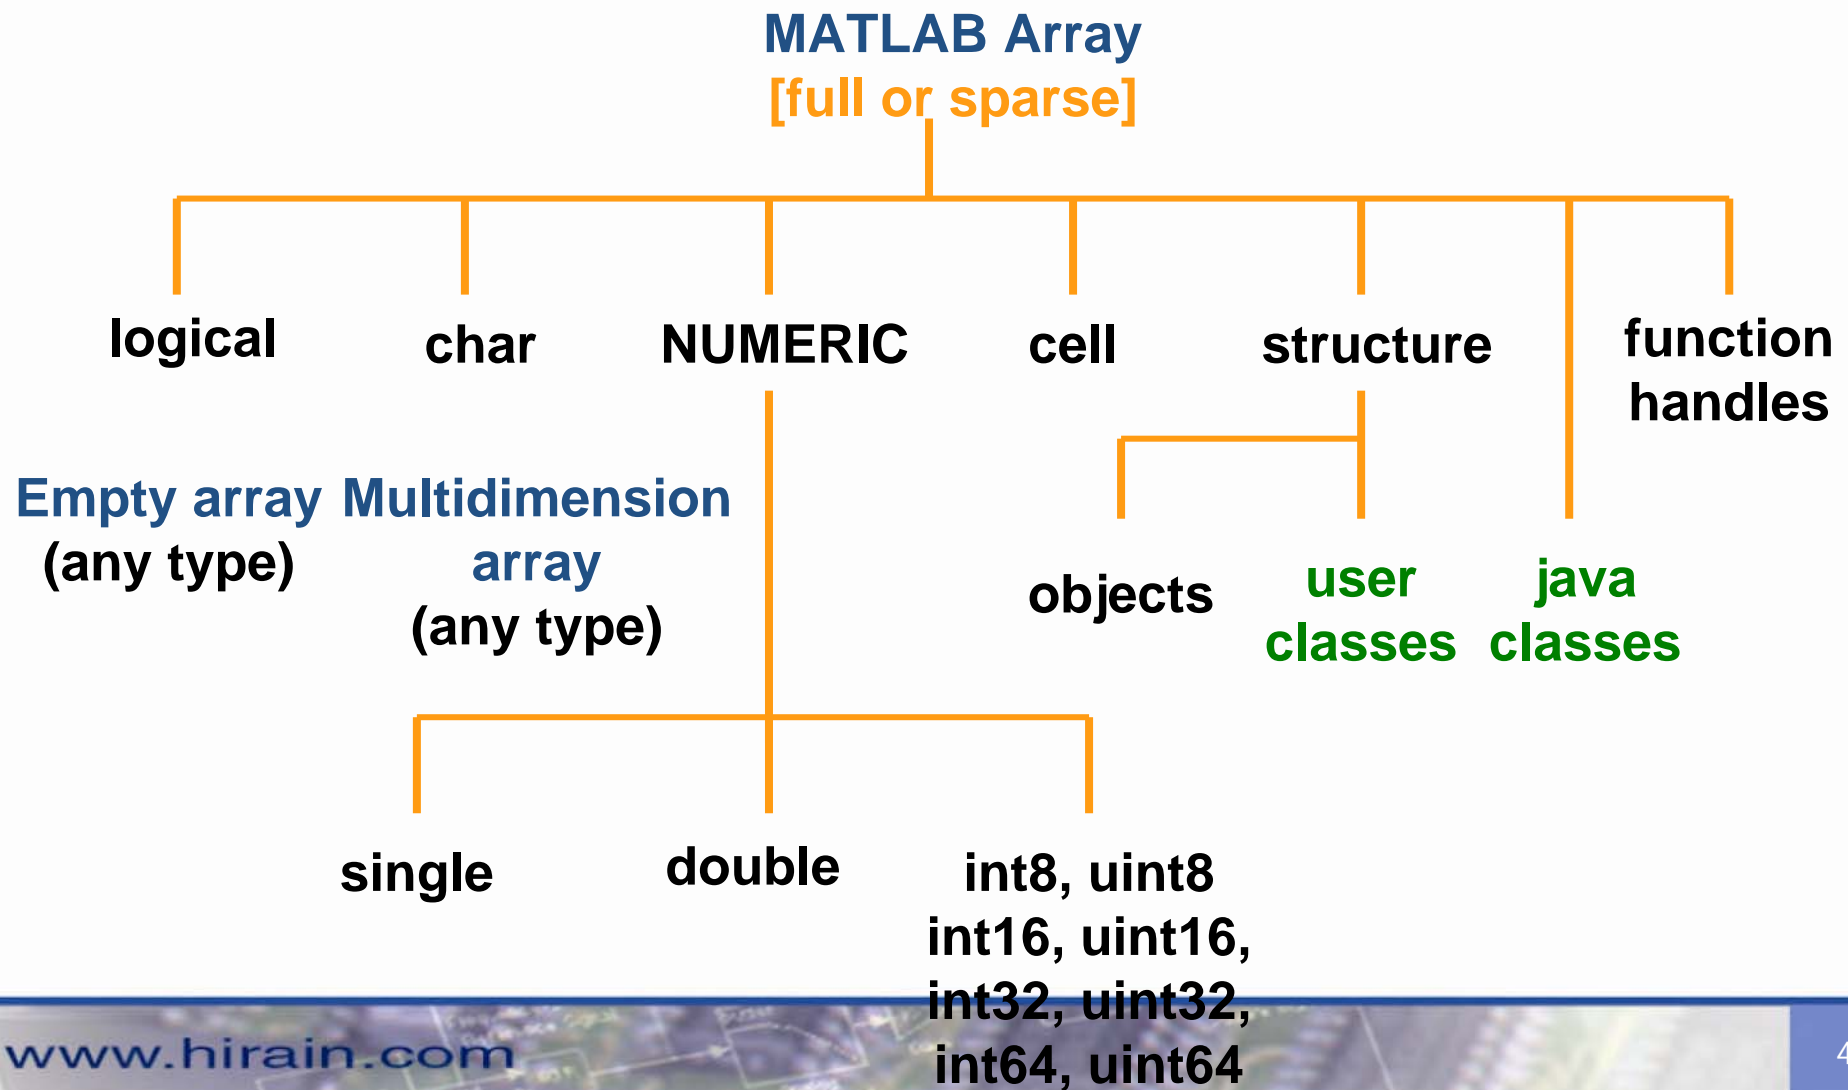 MATLAB Array
[full or sparse]
logical
char
NUMERIC
cell
structure
function
handles
Empty array
(any type)
Multidimension
array
(any type)
objects
user
classes
java
classes
single
double
int8, uint8
int16, uint16,
int32, uint32,
int64, uint64
www.hirain.com
4